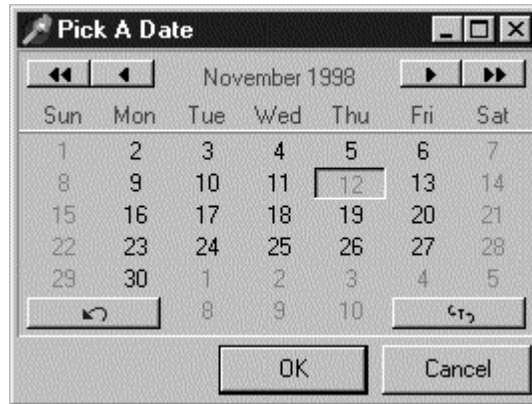 Pick A Date
November 1998
Sun Mon Tue Wed Thu Fri Sat
1 2 3 4 5 6 7
8 9 10 11 12 13 14
15 16 17 18 19 20 21
22 23 24 25 26 27 28
29 30 1 2 3 4 5
8 9 10
OK Cancel